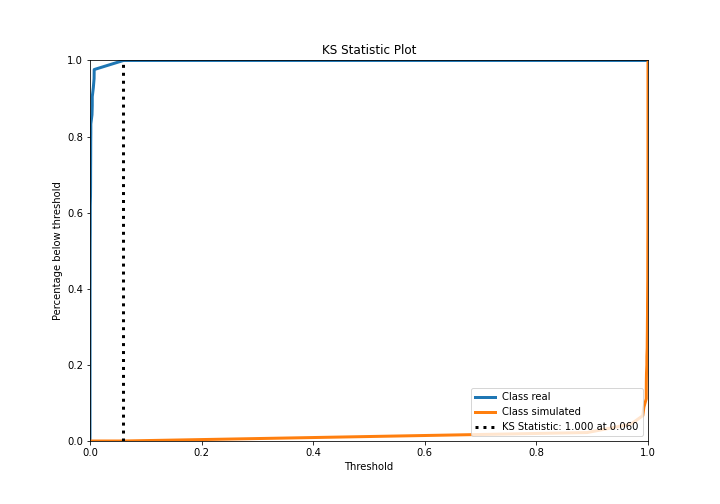 KS Statistic Plot
1.0
0.8
0.6
0.4
0.2
0.0
Percentage below threshold
Class real
Class simulated
KS Statistic: 1.000 at 0.060
0.0 0.2 0.4 0.6 0.8 1.0
Threshold